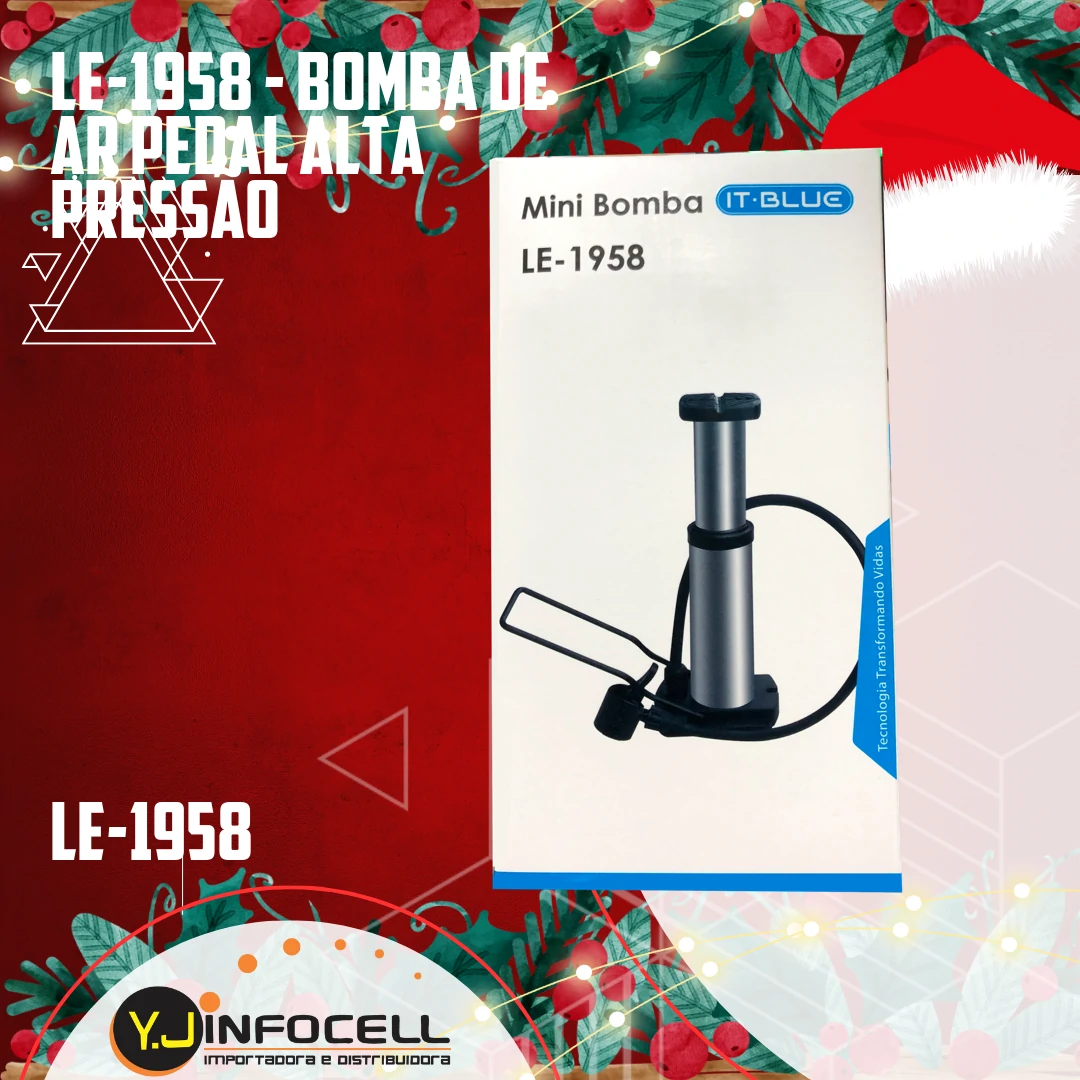 LE-1958 - BOMBA DE
AR PEDAL ALTA
PRESSÃO
Mini Bomba IT·BLUE
LE-1958
Tecnologia Transformando Vidas
LE-1958
Y.J INFOCELL
IMPORTADORA E DISTRIBUIDORA